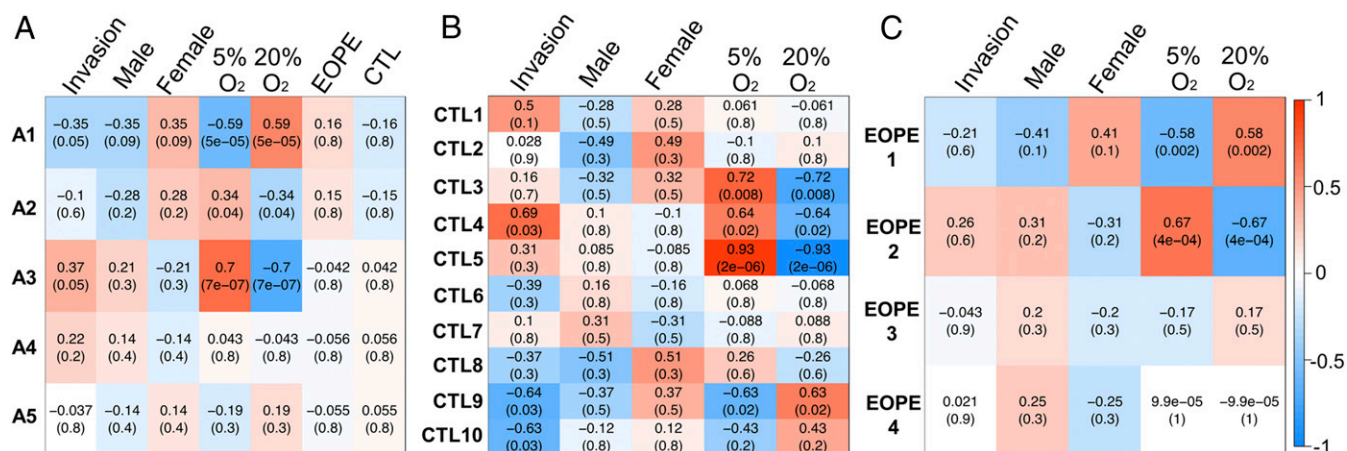 A
Invasion Male Female 5% O₂ 20% O₂ EOPE CTL
A1 −0.35 −0.35 0.35 −0.59 0.59 0.16 −0.16
(0.05) (0.09) (0.09) (5e−05) (5e−05) (0.8) (0.8)
A2 −0.1 −0.28 0.28 0.34 −0.34 0.15 −0.15
(0.6) (0.2) (0.2) (0.04) (0.04) (0.8) (0.8)
A3 0.37 0.21 −0.21 0.7 −0.7 −0.042 0.042
(0.05) (0.3) (0.3) (7e−07) (7e−07) (0.8) (0.8)
A4 0.22 0.14 −0.14 0.043 −0.043 −0.056 0.056
(0.2) (0.4) (0.4) (0.8) (0.8) (0.8) (0.8)
A5 −0.037 −0.14 0.14 −0.19 0.19 −0.055 0.055
(0.8) (0.4) (0.4) (0.3) (0.3) (0.8) (0.8)
B
Invasion Male Female 5% O₂ 20% O₂
CTL1 0.5 −0.28 0.28 0.061 −0.061
(0.1) (0.5) (0.5) (0.8) (0.8)
CTL2 0.028 −0.49 0.49 −0.1 0.1
(0.9) (0.3) (0.3) (0.8) (0.8)
CTL3 0.16 −0.32 0.32 0.72 −0.72
(0.7) (0.5) (0.5) (0.008) (0.008)
CTL4 0.69 0.1 −0.1 0.64 −0.64
(0.03) (0.8) (0.8) (0.02) (0.02)
CTL5 0.31 0.085 −0.085 0.93 −0.93
(0.3) (0.8) (0.8) (2e−06) (2e−06)
CTL6 −0.39 0.16 −0.16 0.068 −0.068
(0.3) (0.8) (0.8) (0.8) (0.8)
CTL7 0.1 0.31 −0.31 −0.088 0.088
(0.8) (0.5) (0.5) (0.8) (0.8)
CTL8 −0.37 −0.51 0.51 0.26 −0.26
(0.3) (0.3) (0.3) (0.6) (0.6)
CTL9 −0.64 −0.37 0.37 −0.63 0.63
(0.03) (0.5) (0.5) (0.02) (0.02)
CTL10 −0.63 −0.12 0.12 −0.43 0.43
(0.03) (0.8) (0.8) (0.2) (0.2)
C
Invasion Male Female 5% O₂ 20% O₂
EOPE 1 −0.21 −0.41 0.41 −0.58 0.58
(0.6) (0.1) (0.1) (0.002) (0.002)
EOPE 2 0.26 0.31 −0.31 0.67 −0.67
(0.6) (0.2) (0.2) (4e−04) (4e−04)
EOPE 3 −0.043 0.2 −0.2 −0.17 0.17
(0.9) (0.3) (0.3) (0.5) (0.5)
EOPE 4 0.021 0.25 −0.25 9.9e−05 −9.9e−05
(0.9) (0.3) (0.3) (1) (1)
1
0.5
0
−0.5
−1